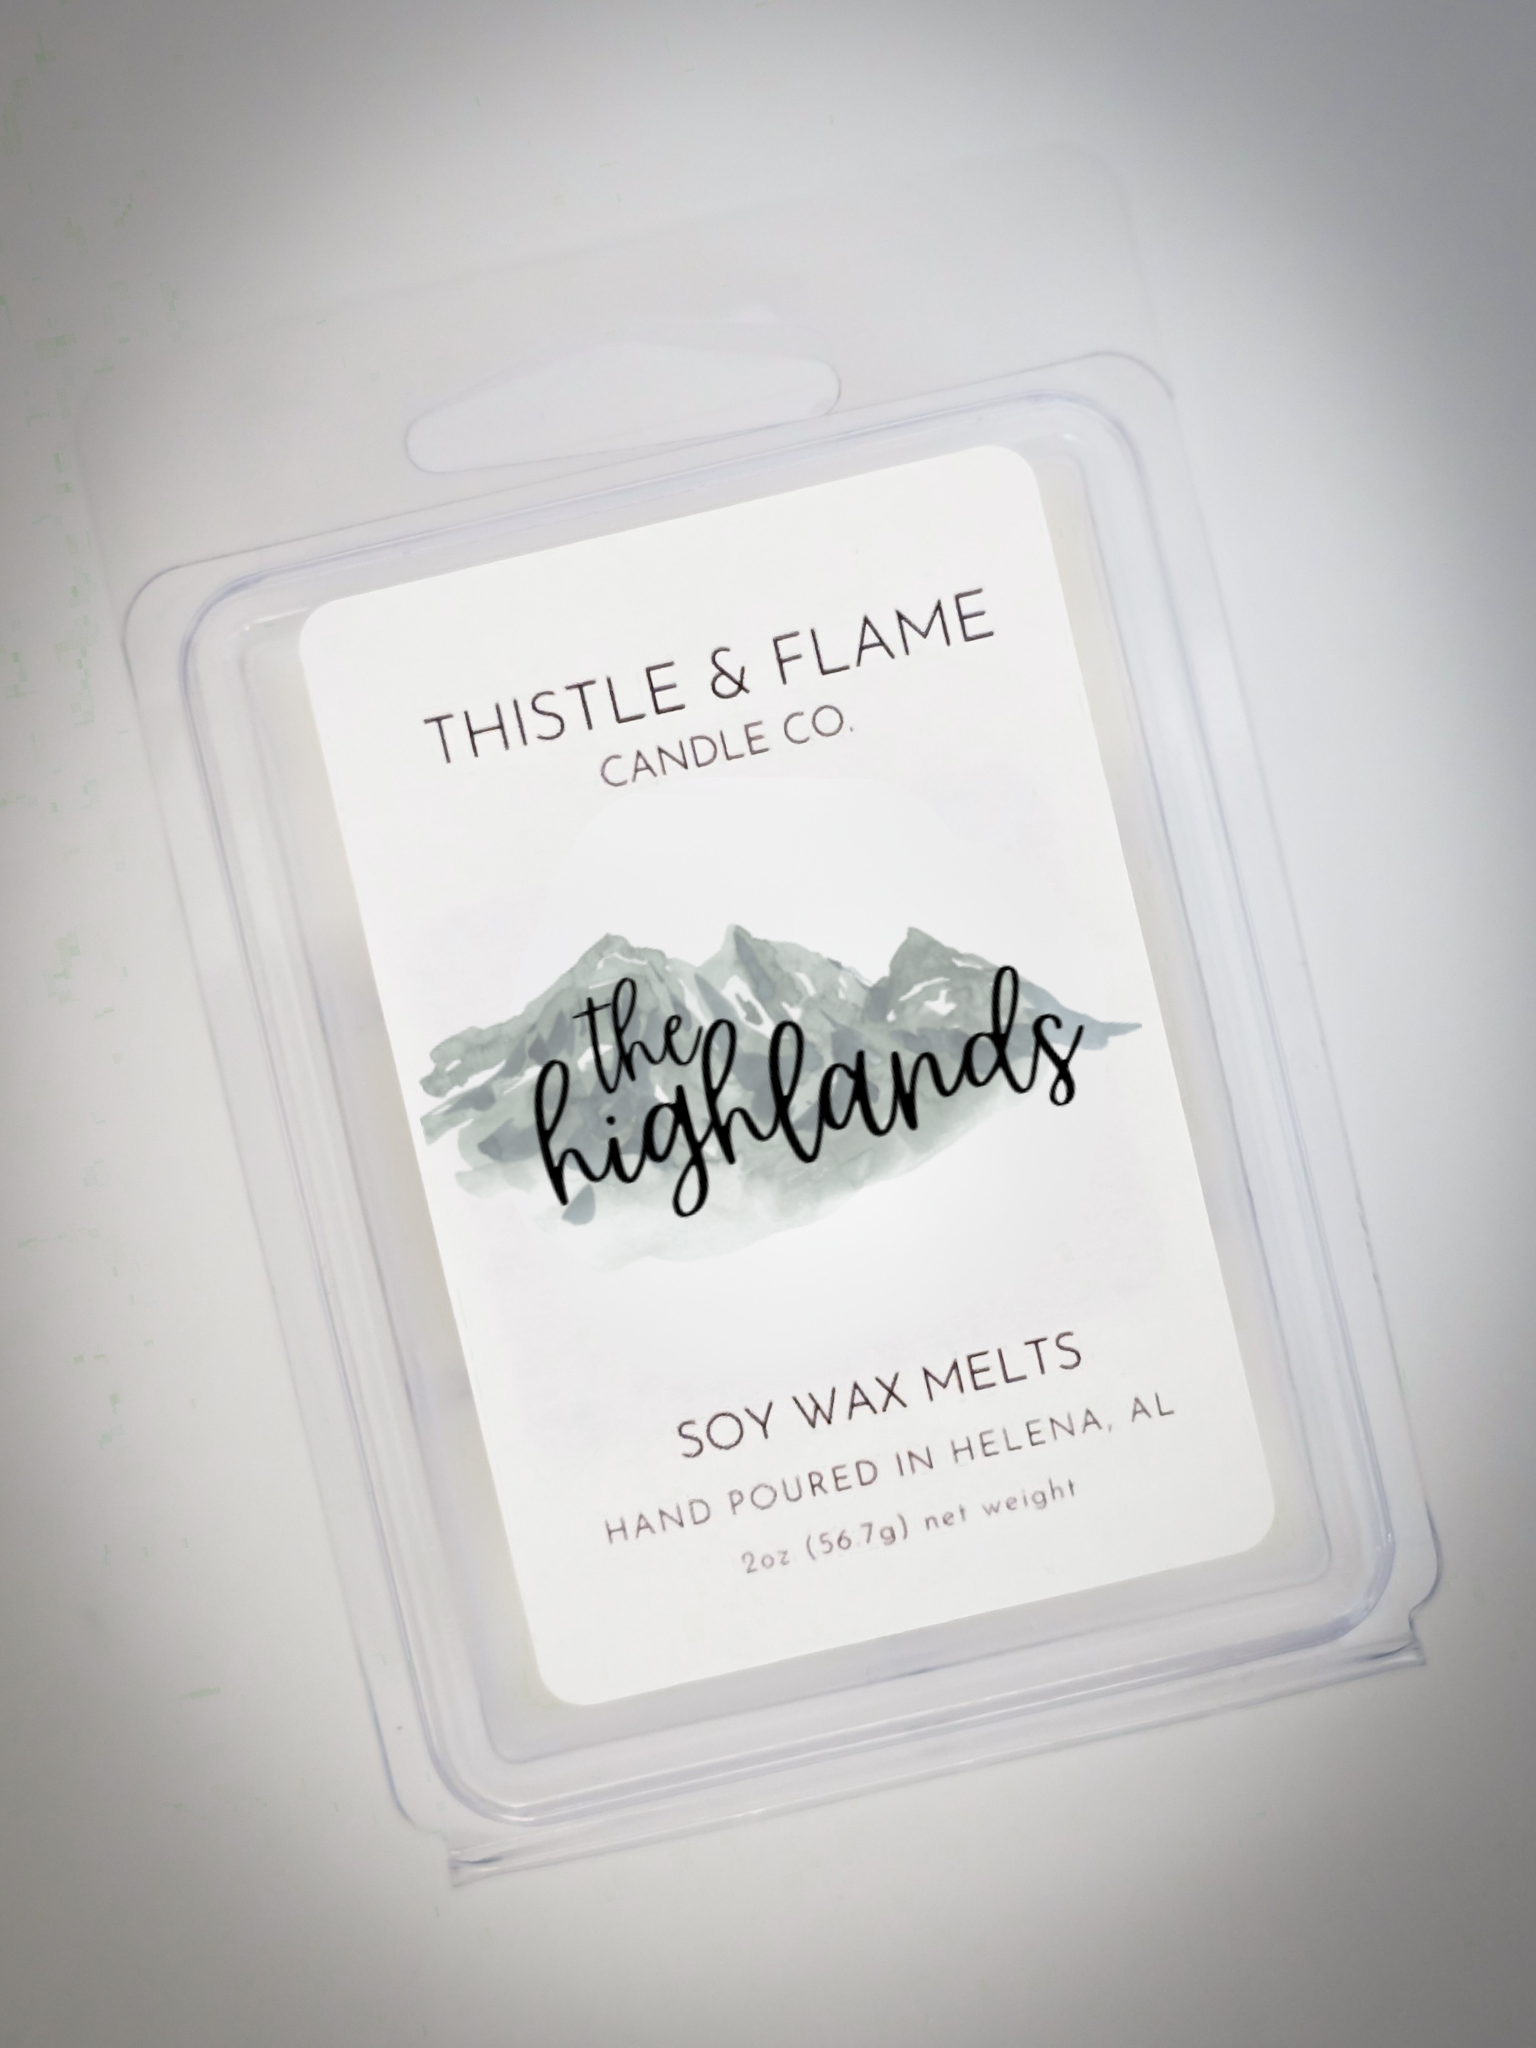 THISTLE & FLAME
CANDLE CO.
the
highlands
SOY WAX MELTS
HAND POURED IN HELENA, AL
2oz (56.7g) net weight